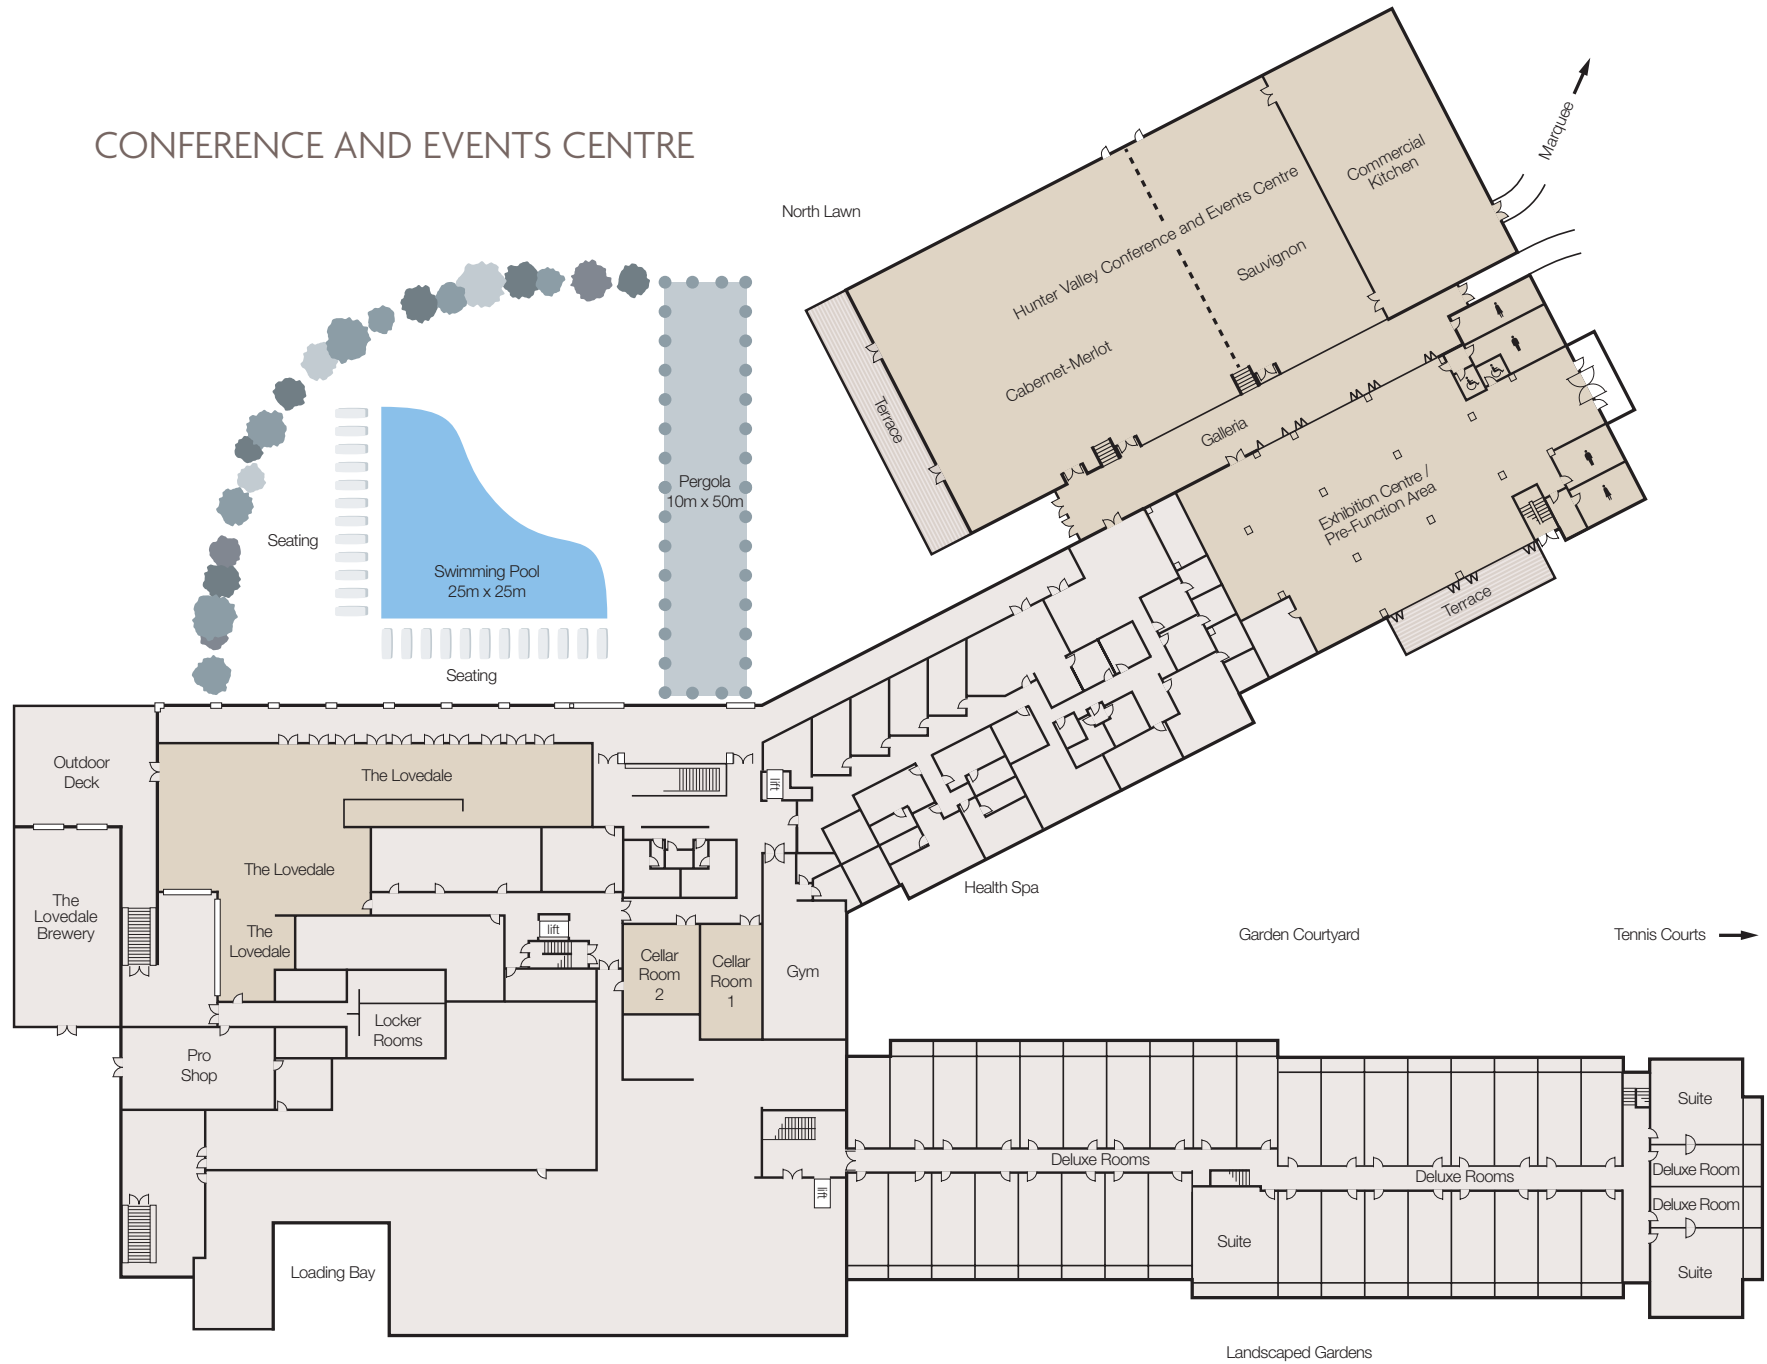 CONFERENCE AND EVENTS CENTRE
Marquee
Commercial
Kitchen
North Lawn
Hunter Valley Conference and Events Centre
Sauvignon
Cabernet-Merlot
Terrace
Galleria
Exhibition Centre /
Pre-Function Area
Terrace
Pergola
10m x 50m
Seating
Swimming Pool
25m x 25m
Seating
Outdoor
Deck
The Lovedale
lift
The Lovedale
The
Lovedale
Brewery
The
Lovedale
lift
Cellar
Room
2
Cellar
Room
1
Gym
Health Spa
Garden Courtyard
Tennis Courts
Locker
Rooms
Pro
Shop
Suite
Deluxe Rooms
Deluxe Rooms
Deluxe Room
Deluxe Room
lift
Suite
Suite
Loading Bay
Landscaped Gardens